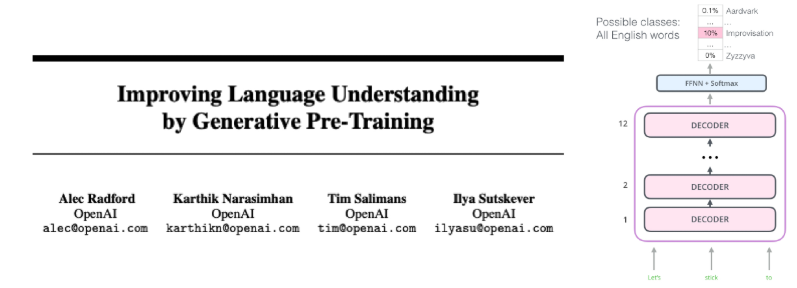 Improving Language Understanding
by Generative Pre-Training
Alec Radford
OpenAI
alec@openai.com
Karthik Narasimhan
OpenAI
karthikn@openai.com
Tim Salimans
OpenAI
tim@openai.com
Ilya Sutskever
OpenAI
ilyasu@openai.com
Possible classes:
All English words
0.1% Aardvark
... ...
10% Improvisation
... ...
0% Zyzzyva
FFNN + Softmax
12 DECODER
...
2 DECODER
1 DECODER
Let's stick to